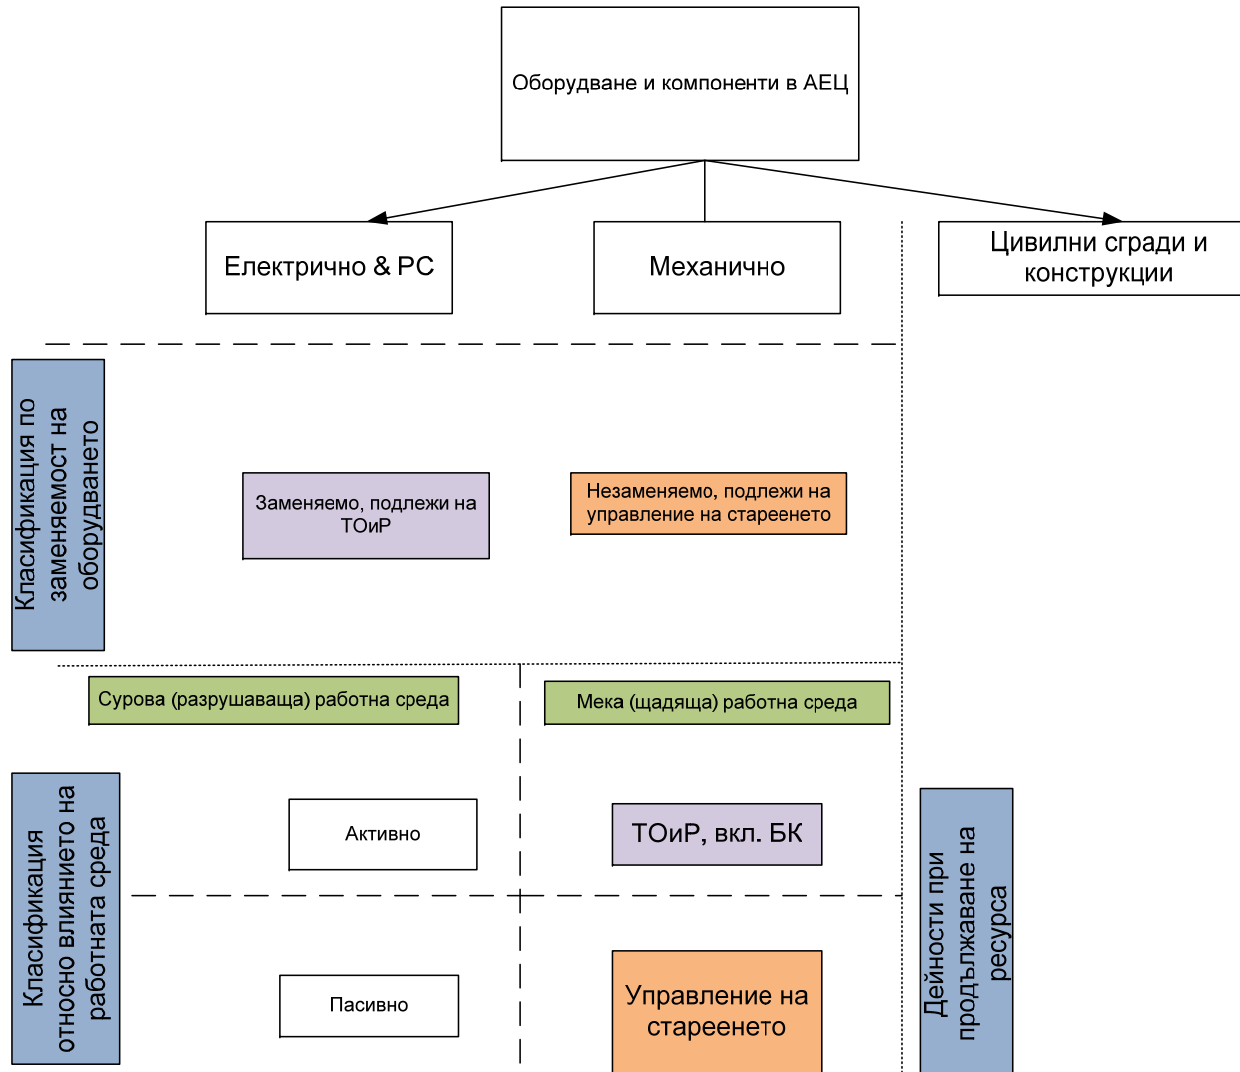 Оборудване и компоненти в АЕЦ
Електрично & РС
Механично
Цивилни сгради и
конструкции
Класификация по
заменяемост на
оборудването
Заменяемо, подлежи на
ТОиР
Незаменяемо, подлежи на
управление на стареенето
Сурова (разрушаваща) работна среда
Мека (щадяща) работна среда
Класификация
относно влиянието на
работната среда
Активно
ТОиР, вкл. БК
Дейности при
продължаване на
ресурса
Пасивно
Управление на
стареенето